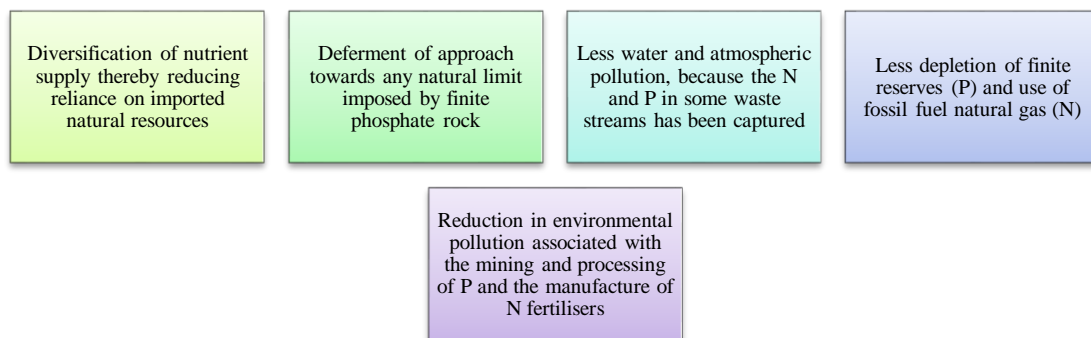 Diversification of nutrient
supply thereby reducing
reliance on imported
natural resources
Deferment of approach
towards any natural limit
imposed by finite
phosphate rock
Less water and atmospheric
pollution, because the N
and P in some waste
streams has been captured
Less depletion of finite
reserves (P) and use of
fossil fuel natural gas (N)
Reduction in environmental
pollution associated with
the mining and processing
of P and the manufacture of
N fertilisers